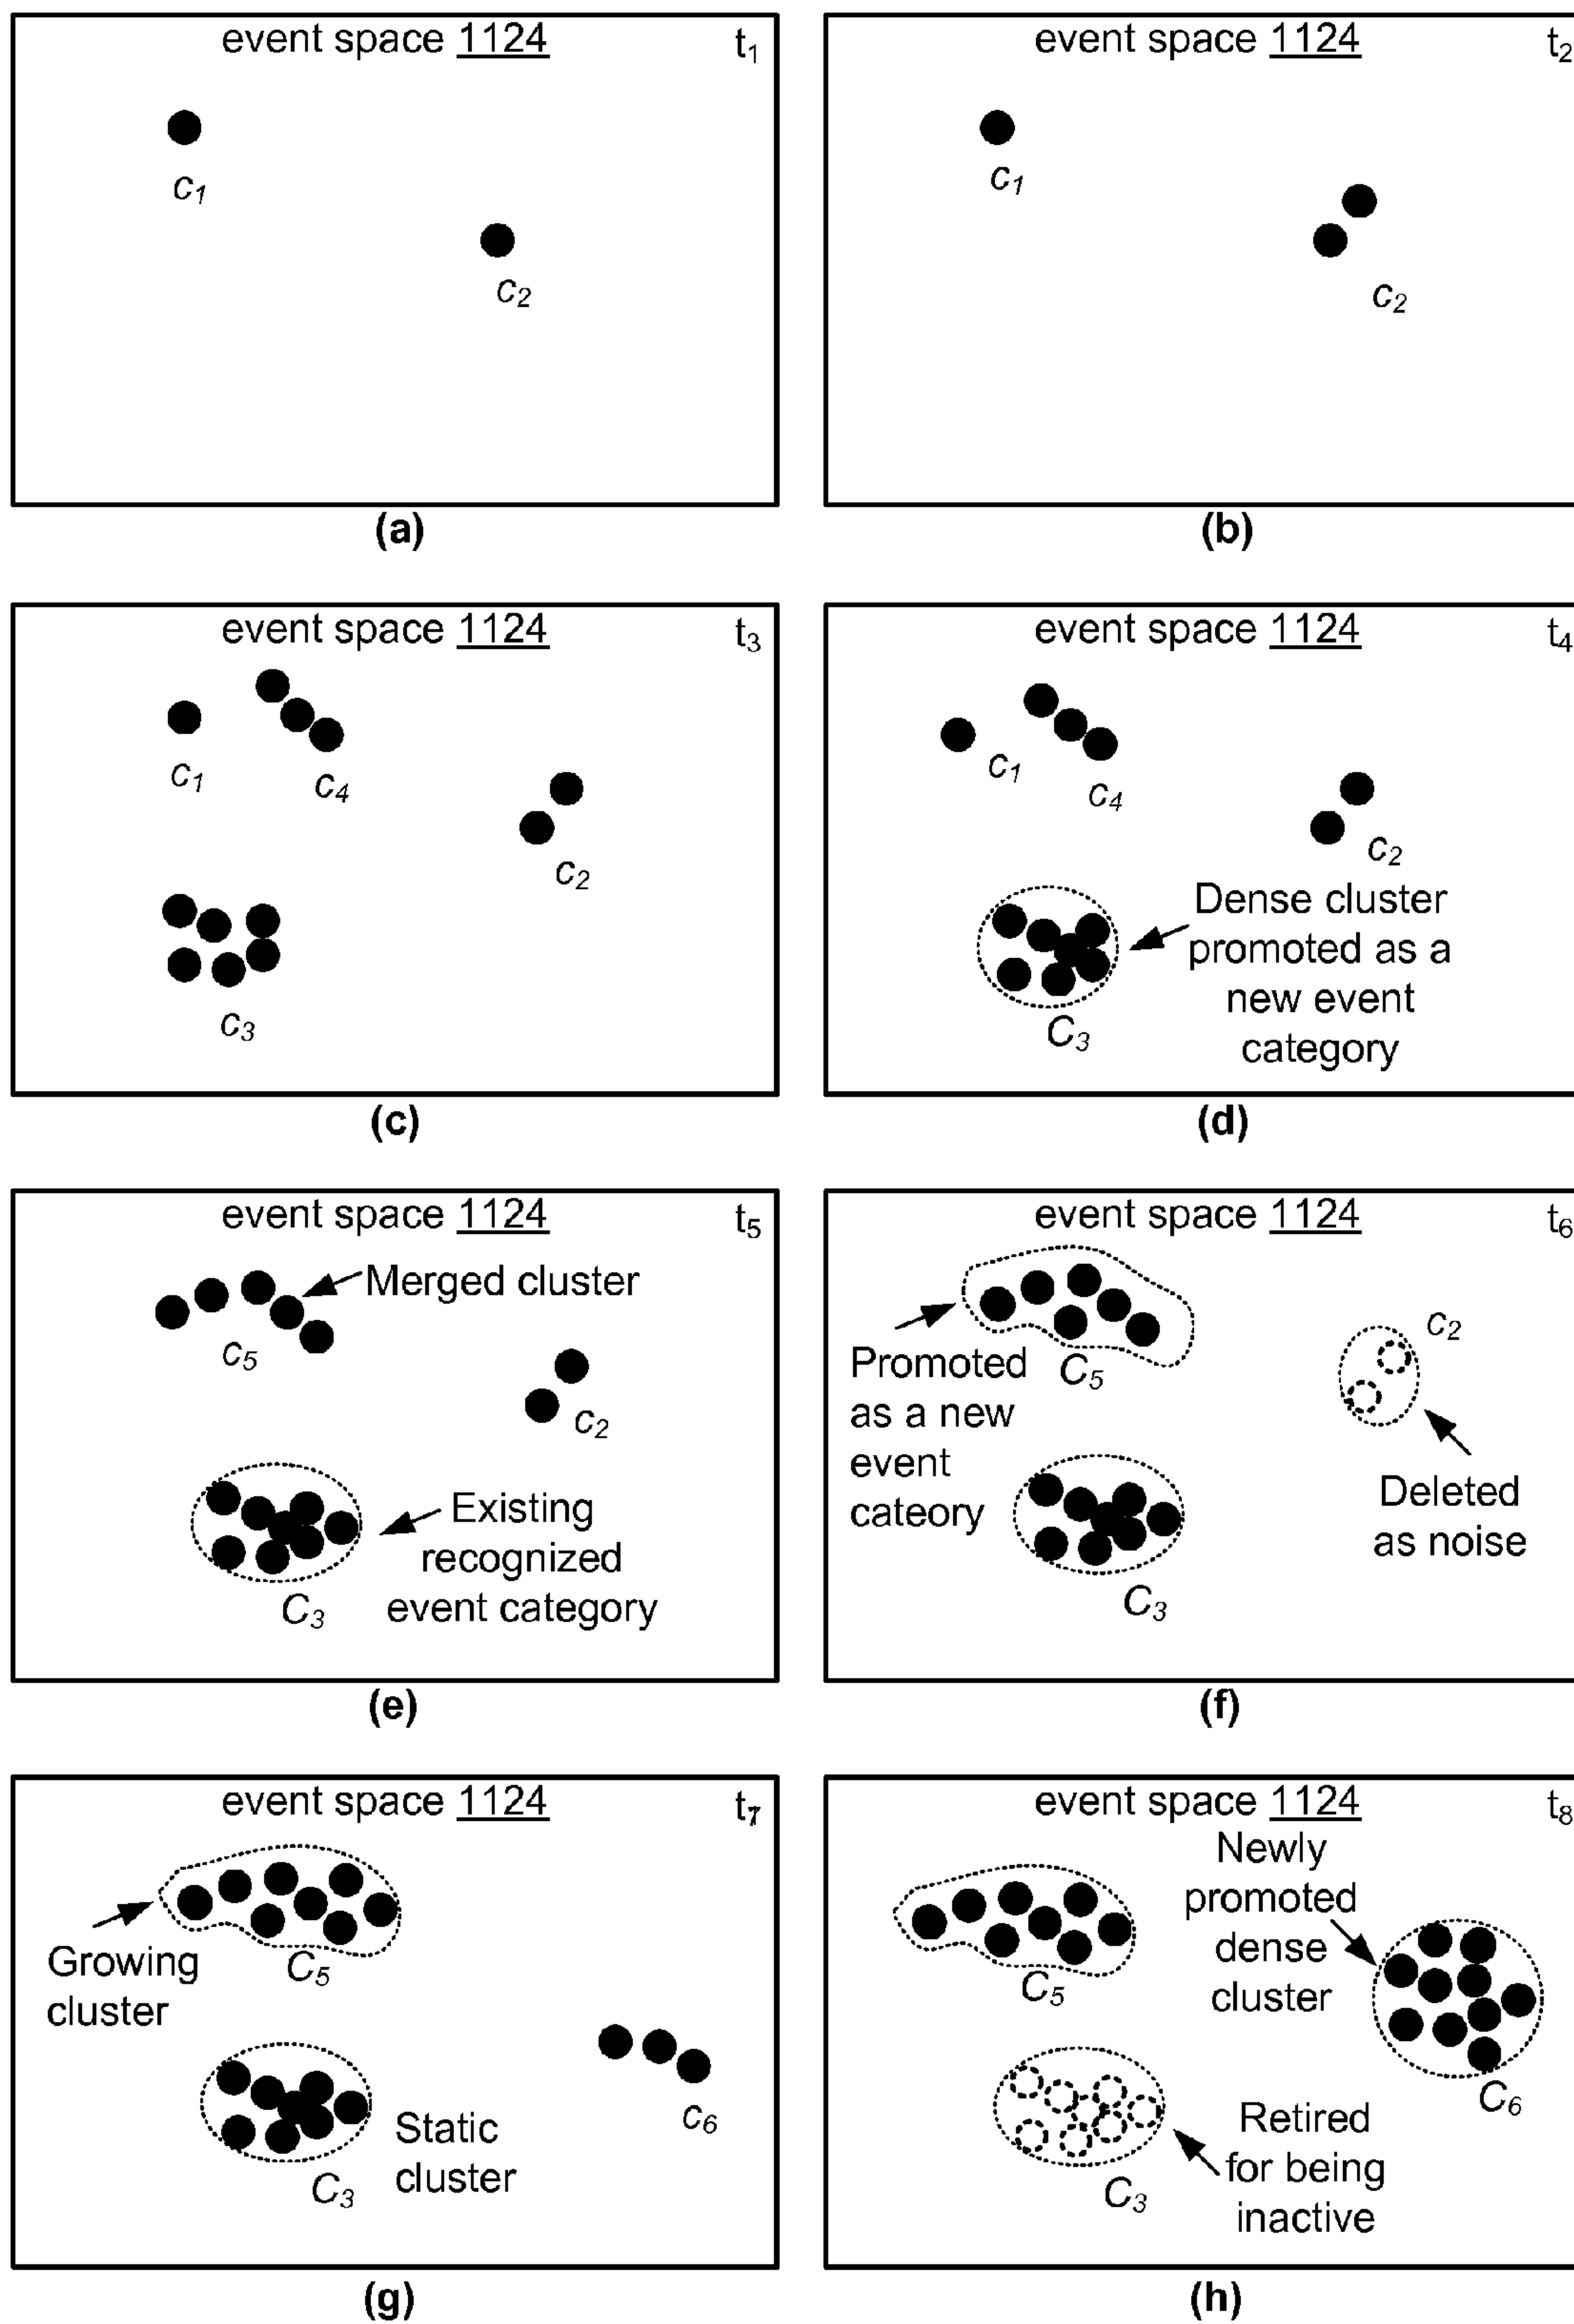 event space 1124 t1
c1
c2
(a)
event space 1124 t2
c1
c2
(b)
event space 1124 t3
c1
c4
c2
c3
(c)
event space 1124 t4
c1
c4
c2
Dense cluster
promoted as a
new event
category
C3
(d)
event space 1124 t5
Merged cluster
c5
c2
Existing
recognized
event category
C3
(e)
event space 1124 t6
c2
Promoted
as a new
event
cateory
C5
Deleted
as noise
C3
(f)
event space 1124 t7
Growing
cluster
C5
c6
Static
cluster
C3
(g)
event space 1124 t8
Newly
promoted
dense
cluster
C5
C6
Retired
for being
inactive
C3
(h)